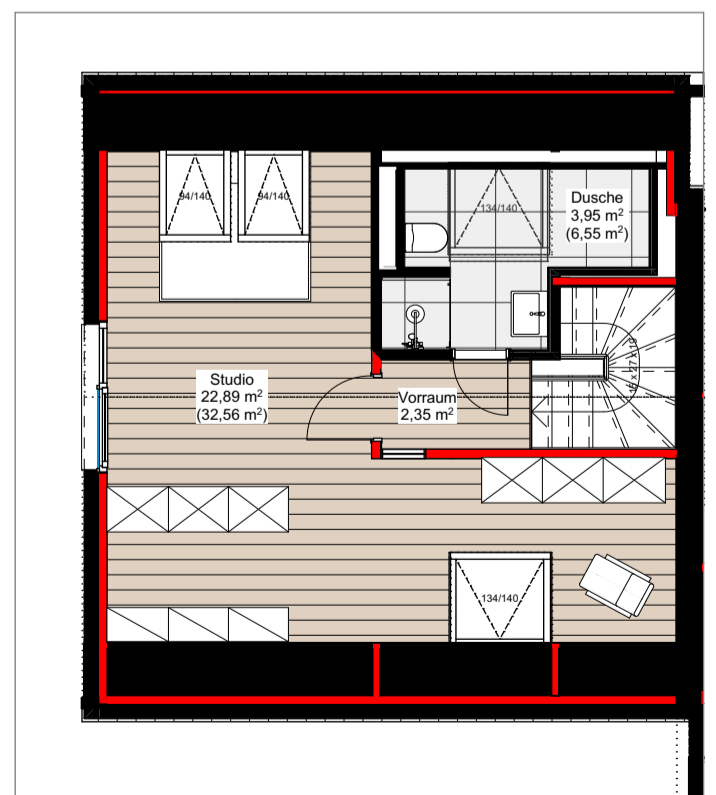 94/140
94/140
134/140
Dusche
3,95 m²
(6,55 m²)
Studio
22,89 m²
(32,56 m²)
Vorraum
2,35 m²
134/140